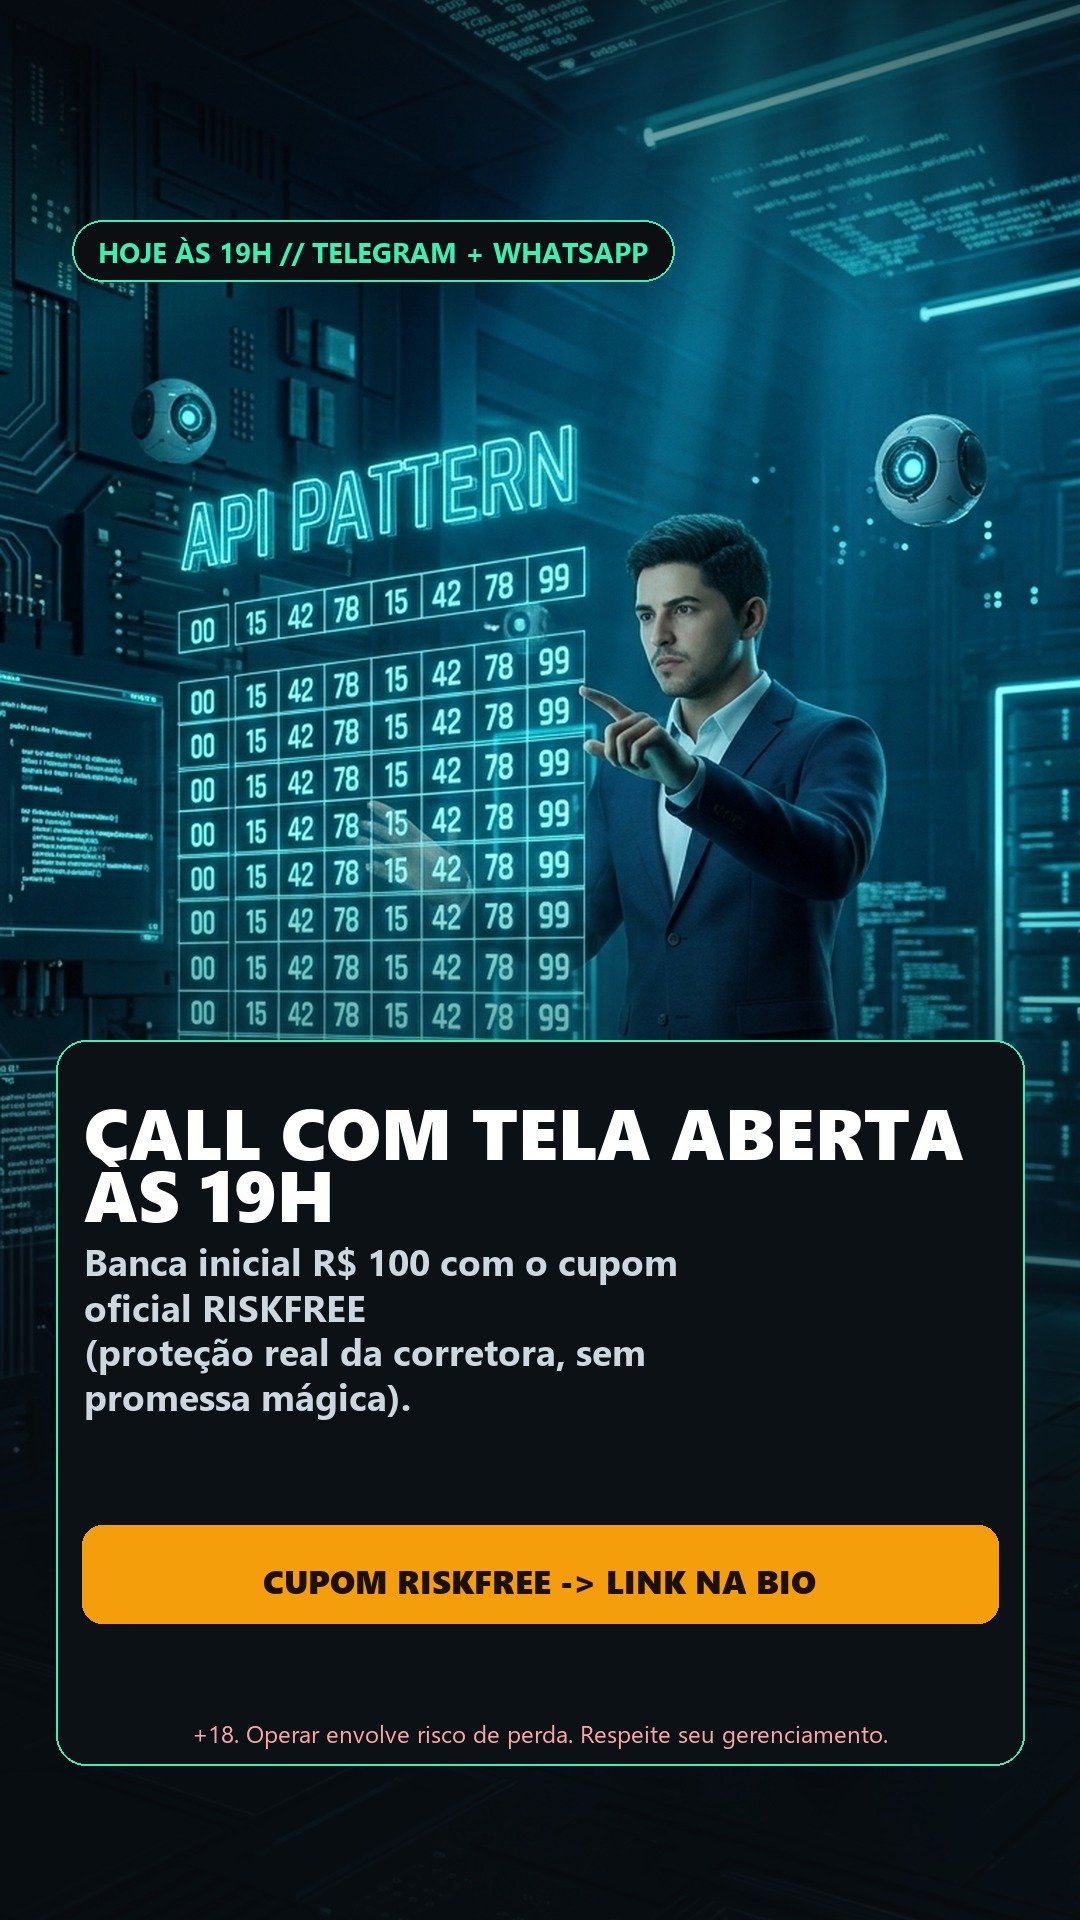 HOJE ÀS 19H // TELEGRAM + WHATSAPP
API PATTERN
00 15 42 78 15 42 78 99
00 15 42 78 15 42 78 99
00 15 42 78 15 42 78 99
00 15 42 78 15 42 78 99
00 15 42 78 15 42 78 99
00 15 42 78 15 42 78 99
00 15 42 78 15 42 78 99
00 15 42 78 15 42 78 99
00 15 42 78 15 42 78 99
CALL COM TELA ABERTA
ÀS 19H
Banca inicial R$ 100 com o cupom
oficial RISKFREE
(proteção real da corretora, sem
promessa mágica).
CUPOM RISKFREE -> LINK NA BIO
+18. Operar envolve risco de perda. Respeite seu gerenciamento.